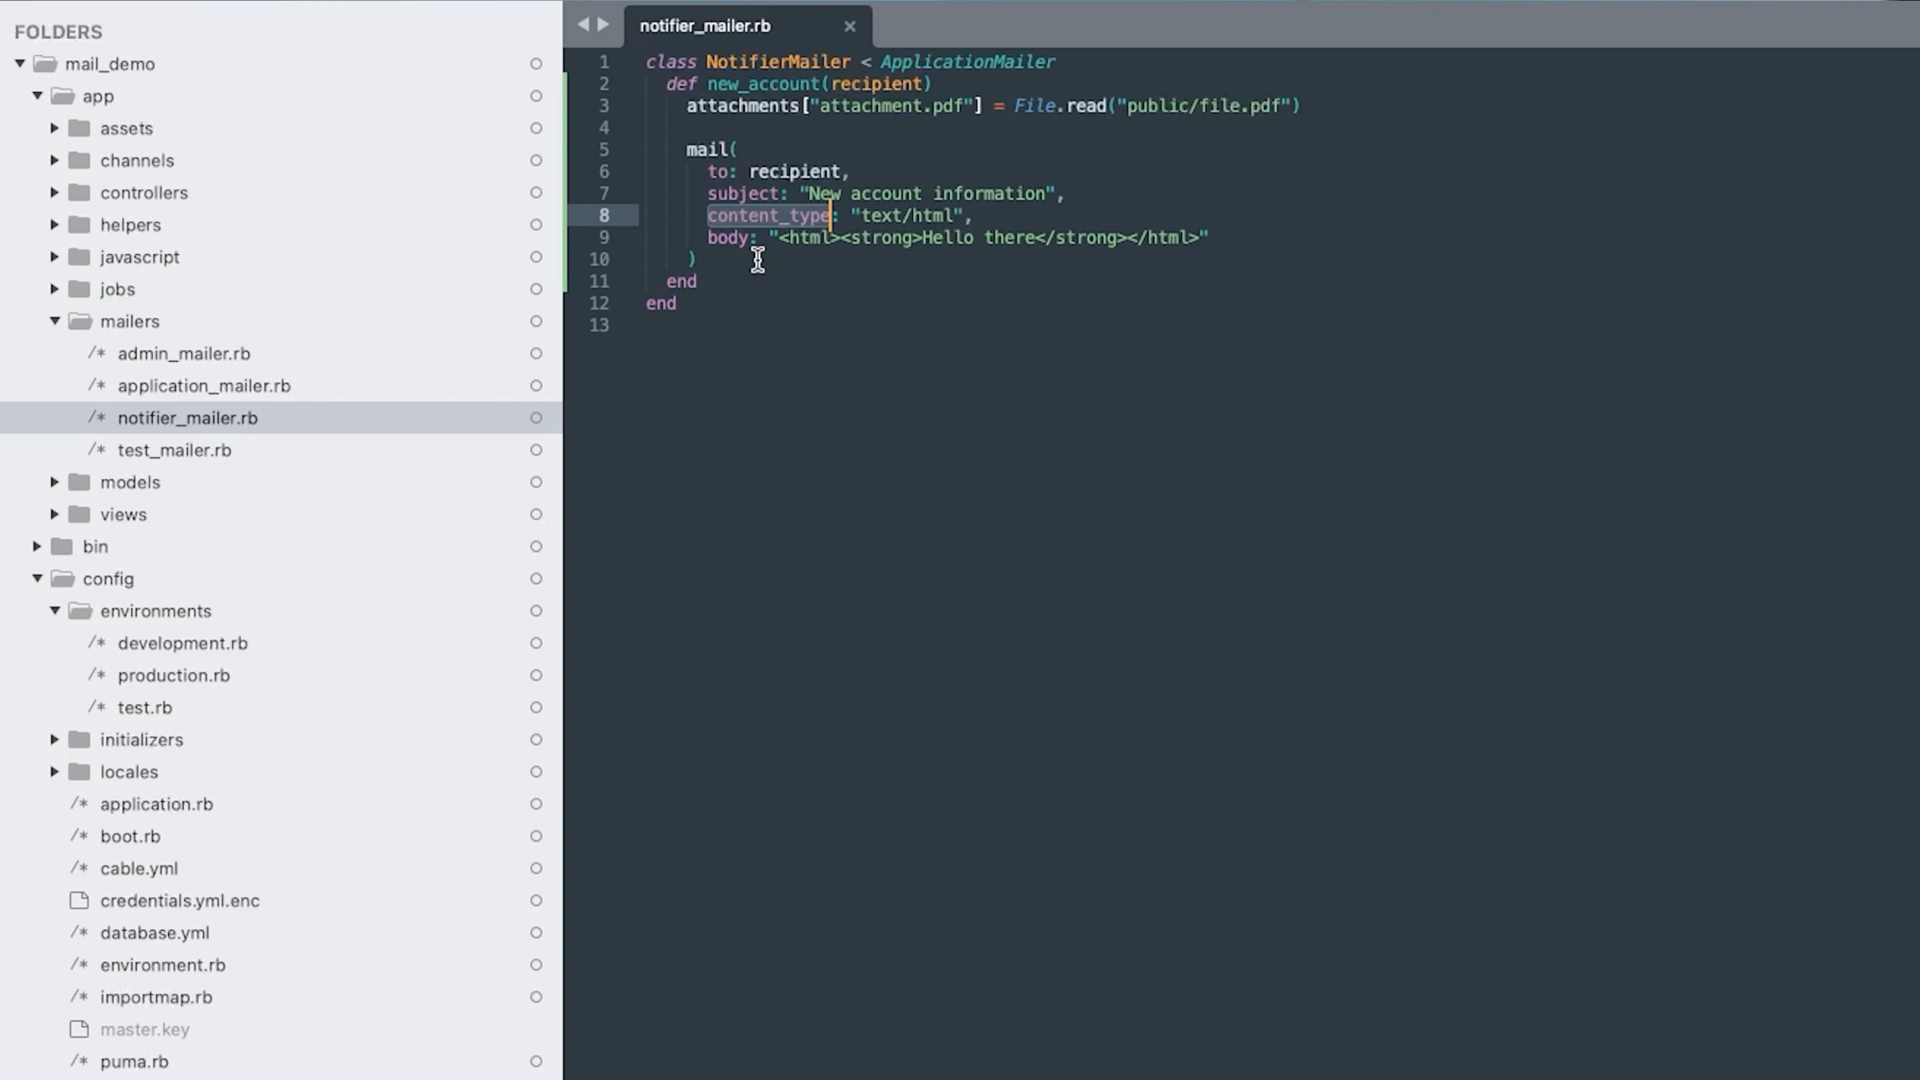 FOLDERS
mail_demo
app
assets
channels
controllers
helpers
javascript
jobs
mailers
/* admin_mailer.rb
/* application_mailer.rb
/* notifier_mailer.rb
/* test_mailer.rb
models
views
bin
config
environments
/* development.rb
/* production.rb
/* test.rb
initializers
locales
/* application.rb
/* boot.rb
/* cable.yml
credentials.yml.enc
/* database.yml
/* environment.rb
/* importmap.rb
master.key
/* puma.rb
notifier_mailer.rb ×
1 class NotifierMailer < ApplicationMailer
2 def new_account(recipient)
3 attachments["attachment.pdf"] = File.read("public/file.pdf")
4
5 mail(
6 to: recipient,
7 subject: "New account information",
8 content_type: "text/html",
9 body: "<html><strong>Hello there</strong></html>"
10 )
11 end
12 end
13